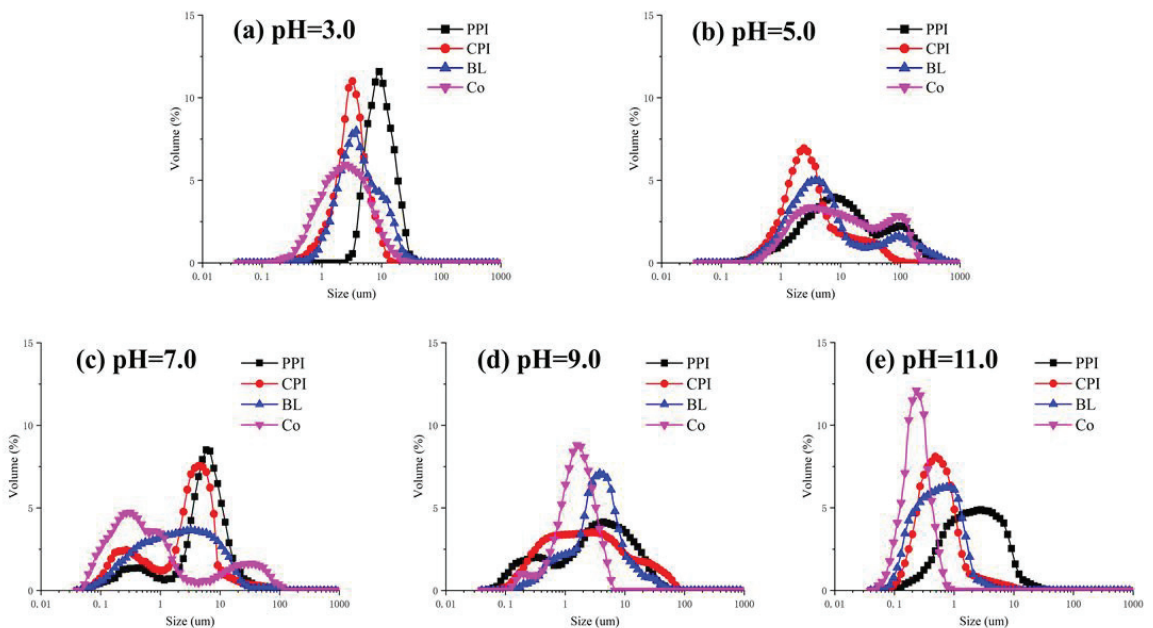 (a) pH=3.0
PPI
CPI
BL
Co
15
10
5
0
Volume (%)
0.01 0.1 1 10 100 1000
Size (um)
(b) pH=5.0
PPI
CPI
BL
Co
15
10
5
0
Volume (%)
0.01 0.1 1 10 100 1000
Size (um)
(c) pH=7.0
PPI
CPI
BL
Co
15
10
5
0
Volume (%)
0.01 0.1 1 10 100 1000
Size (um)
(d) pH=9.0
PPI
CPI
BL
Co
15
10
5
0
Volume (%)
0.01 0.1 1 10 100 1000
Size (um)
(e) pH=11.0
PPI
CPI
BL
Co
15
10
5
0
Volume (%)
0.01 0.1 1 10 100 1000
Size (um)